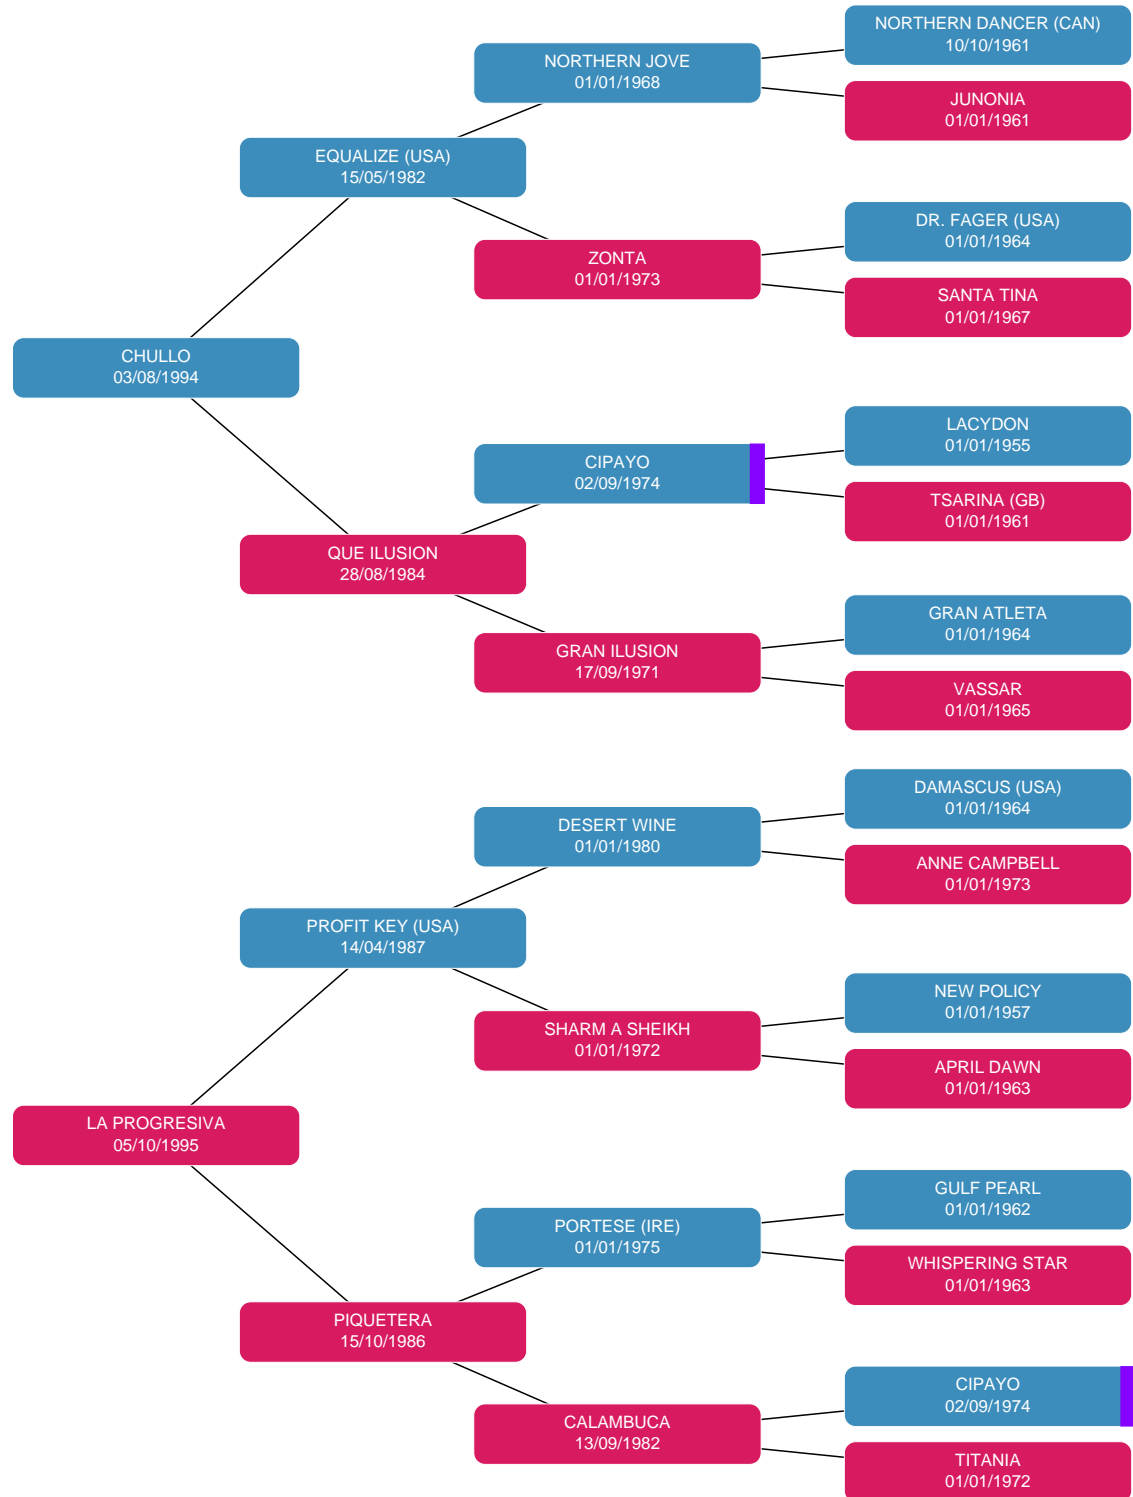 NORTHERN DANCER (CAN)
10/10/1961
NORTHERN JOVE
01/01/1968
JUNONIA
01/01/1961
EQUALIZE (USA)
15/05/1982
DR. FAGER (USA)
01/01/1964
ZONTA
01/01/1973
SANTA TINA
01/01/1967
CHULLO
03/08/1994
LACYDON
01/01/1955
CIPAYO
02/09/1974
TSARINA (GB)
01/01/1961
QUE ILUSION
28/08/1984
GRAN ATLETA
01/01/1964
GRAN ILUSION
17/09/1971
VASSAR
01/01/1965
DAMASCUS (USA)
01/01/1964
DESERT WINE
01/01/1980
ANNE CAMPBELL
01/01/1973
PROFIT KEY (USA)
14/04/1987
NEW POLICY
01/01/1957
SHARM A SHEIKH
01/01/1972
APRIL DAWN
01/01/1963
LA PROGRESIVA
05/10/1995
GULF PEARL
01/01/1962
PORTESE (IRE)
01/01/1975
WHISPERING STAR
01/01/1963
PIQUETERA
15/10/1986
CIPAYO
02/09/1974
CALAMBUCA
13/09/1982
TITANIA
01/01/1972